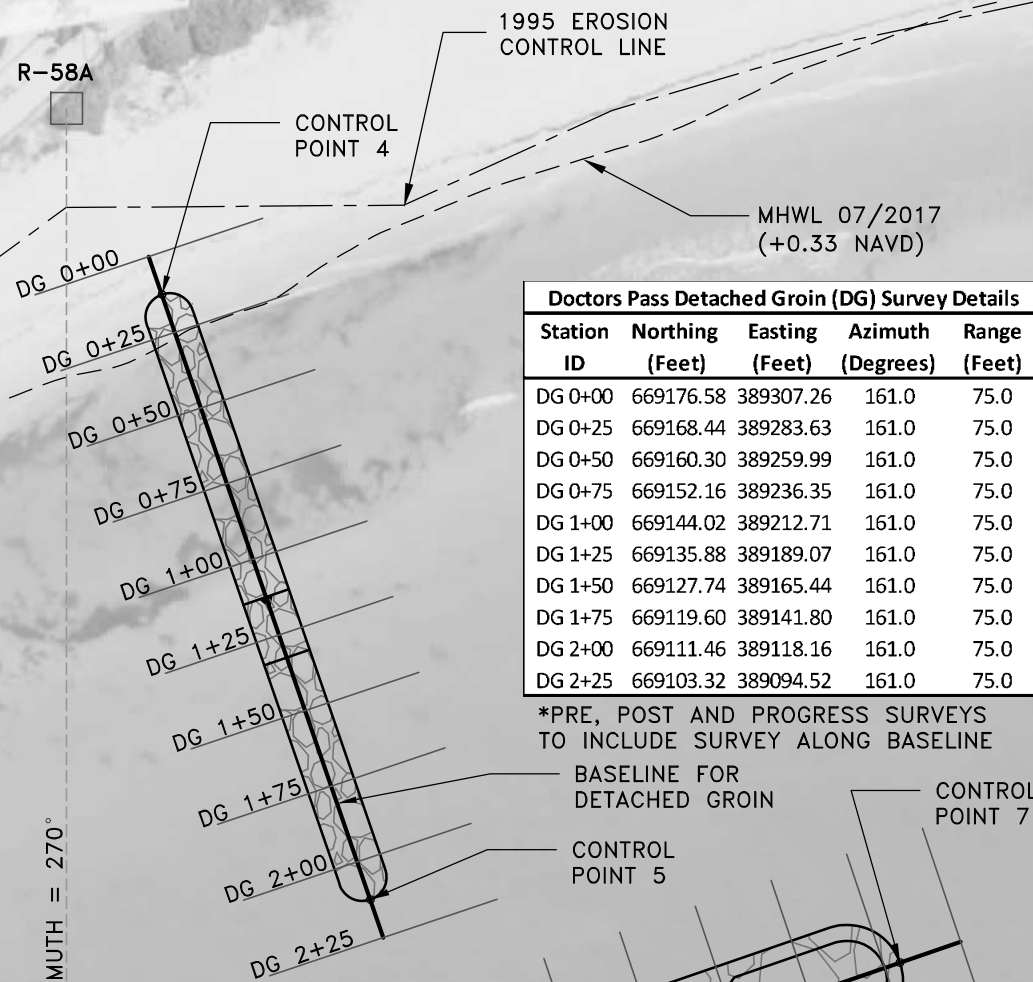 1995 EROSION
CONTROL LINE
R-58A
CONTROL
POINT 4
MHWL 07/2017
(+0.33 NAVD)
DG 0+00
DG 0+25
DG 0+50
DG 0+75
DG 1+00
DG 1+25
DG 1+50
DG 1+75
DG 2+00
DG 2+25
Doctors Pass Detached Groin (DG) Survey Details
Station Northing Easting Azimuth Range
ID (Feet) (Feet) (Degrees) (Feet)
DG 0+00 669176.58 389307.26 161.0 75.0
DG 0+25 669168.44 389283.63 161.0 75.0
DG 0+50 669160.30 389259.99 161.0 75.0
DG 0+75 669152.16 389236.35 161.0 75.0
DG 1+00 669144.02 389212.71 161.0 75.0
DG 1+25 669135.88 389189.07 161.0 75.0
DG 1+50 669127.74 389165.44 161.0 75.0
DG 1+75 669119.60 389141.80 161.0 75.0
DG 2+00 669111.46 389118.16 161.0 75.0
DG 2+25 669103.32 389094.52 161.0 75.0
*PRE, POST AND PROGRESS SURVEYS
TO INCLUDE SURVEY ALONG BASELINE
BASELINE FOR
DETACHED GROIN
CONTROL
POINT 7
CONTROL
POINT 5
MUTH = 270°